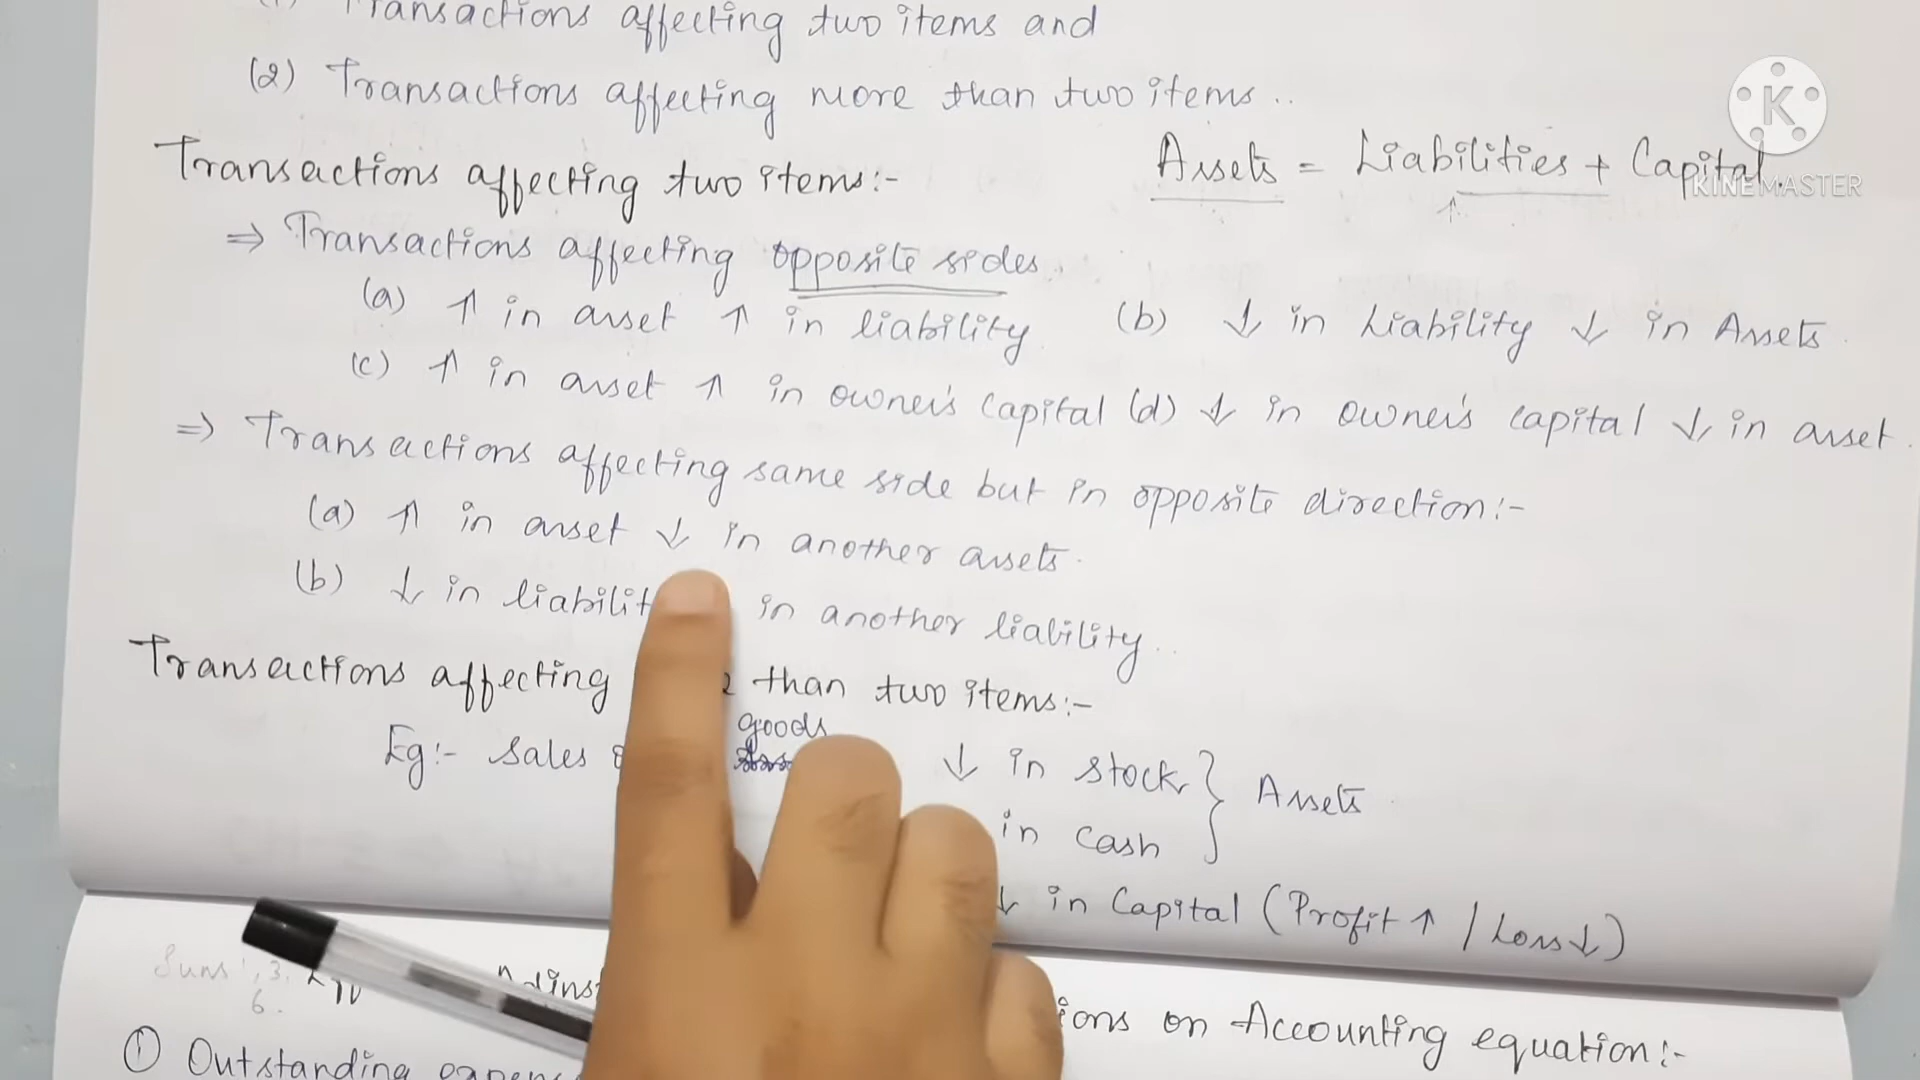 Transactions affecting two items and
(2) Transactions affecting more than two items..
Assets = Liabilities + Capital.
KINEMASTER
Transactions affecting two items:-
⇒ Transactions affecting opposite sides.
(a) ↑ in asset ↑ in liability (b) ↓ in Liability ↓ in Assets.
(c) ↑ in asset ↑ in owner's capital (d) ↓ in owner's capital ↓ in asset.
⇒ Transactions affecting same side but in opposite direction:-
(a) ↑ in asset ↓ in another assets.
(b) ↓ in in another liability..
Transactions affecting than two items:-
goods
Eg:- Sales ↓ in stock } Assets
in cash
↓ in Capital (Profit ↑ / Loss ↓)
Sums 1, 3.
6.
on Accounting equation:-
① Outstanding